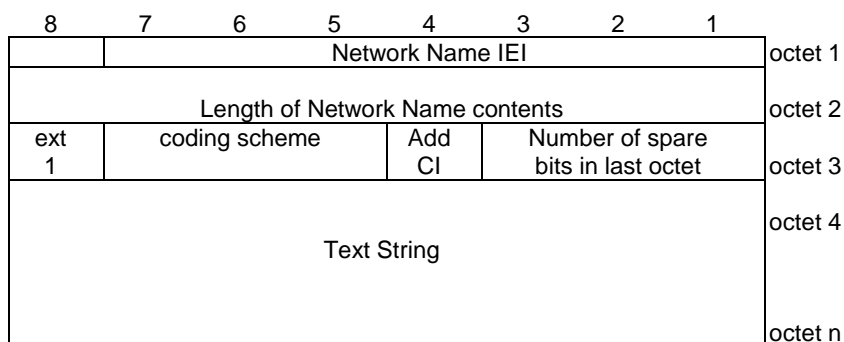 8 7 6 5 4 3 2 1
Network Name IEI octet 1
Length of Network Name contents octet 2
ext coding scheme Add Number of spare
1 CI bits in last octet octet 3
octet 4
Text String
octet n